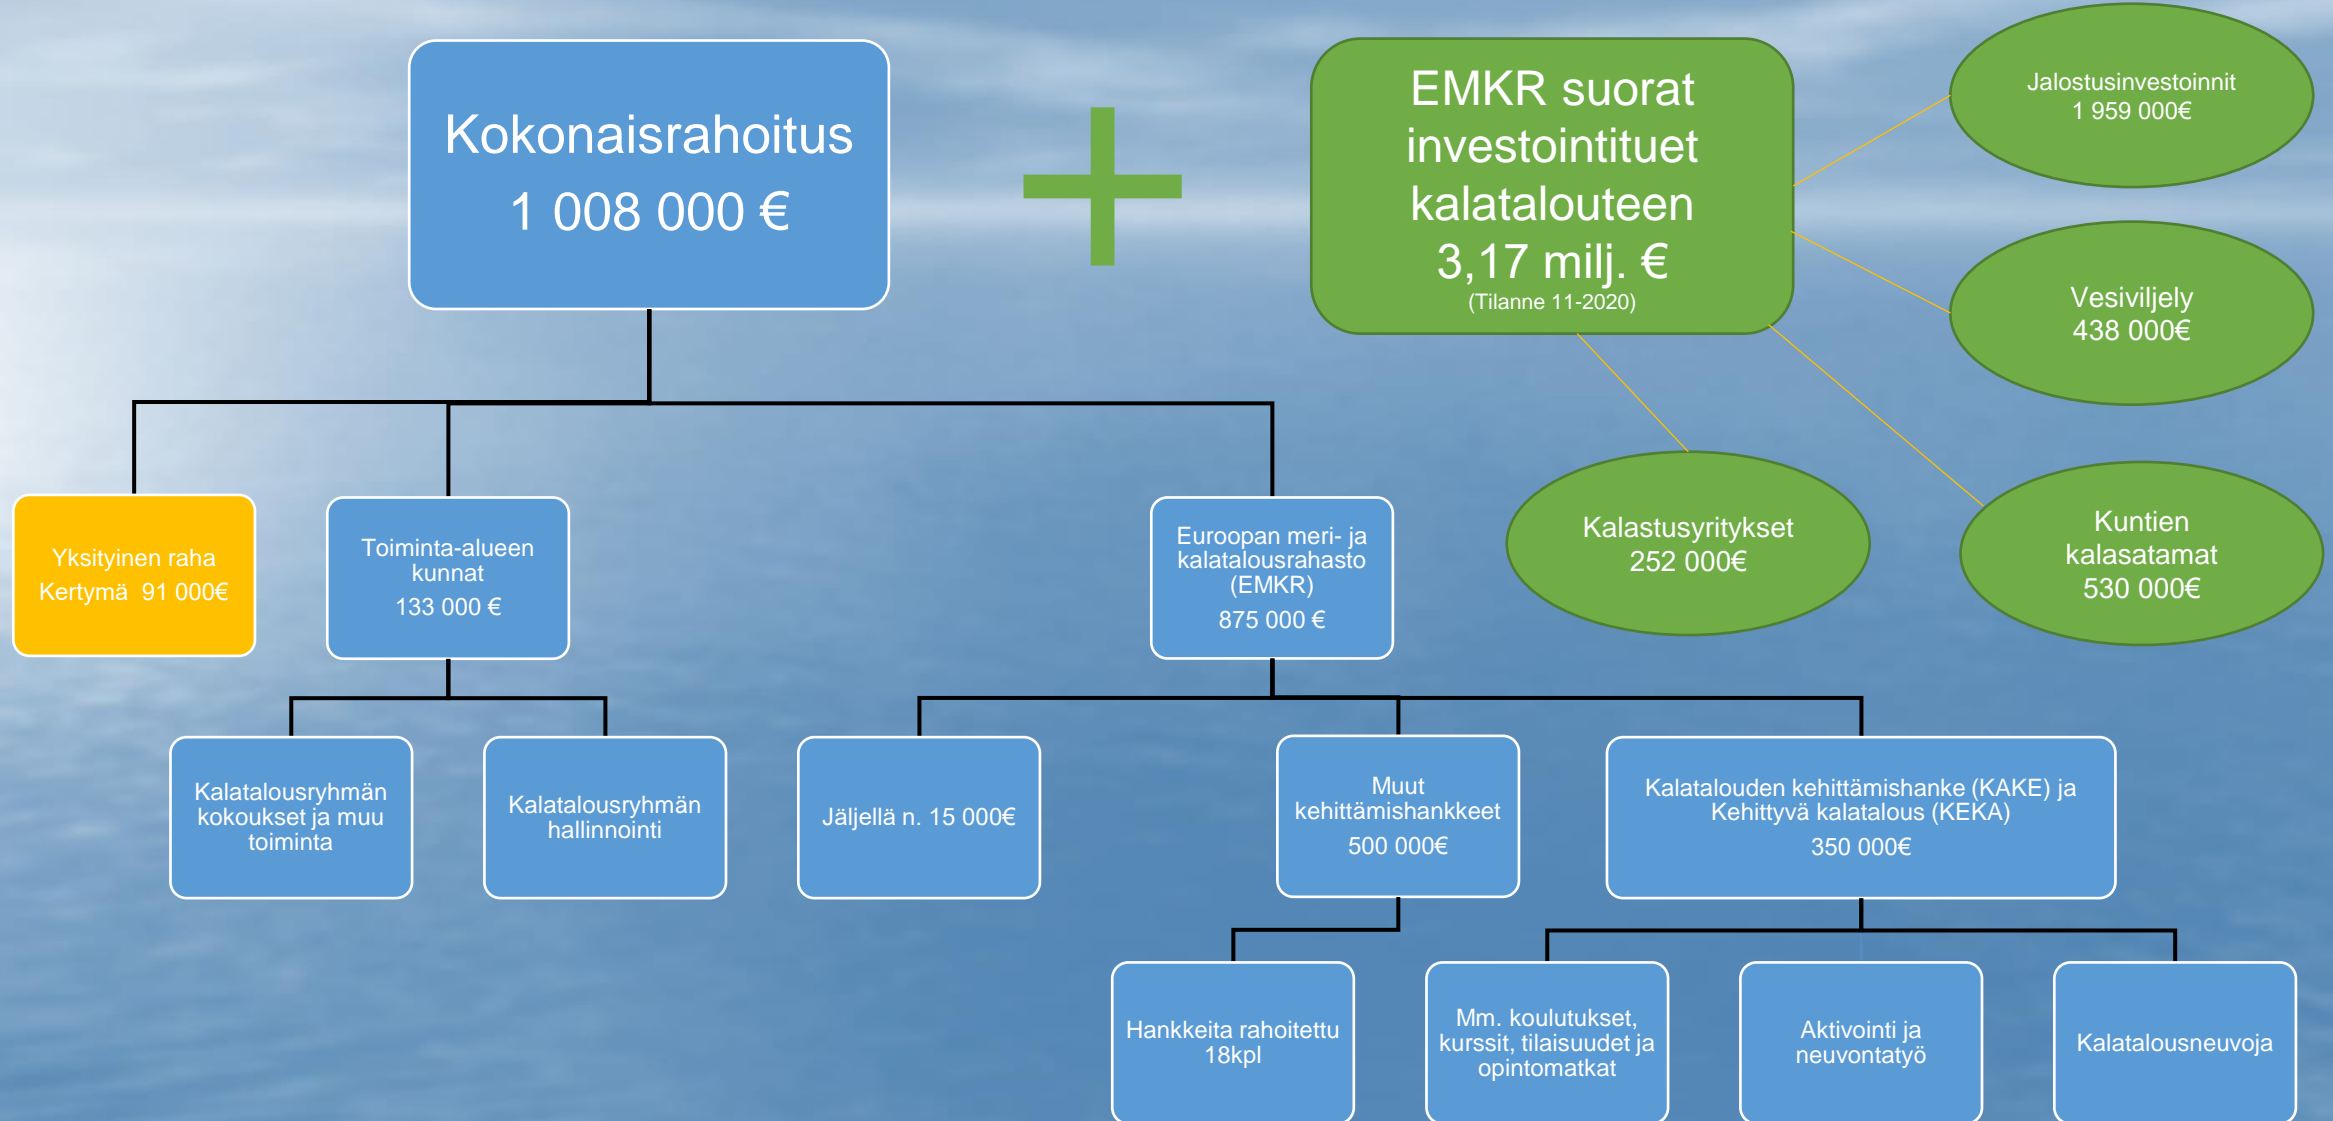 Kokonaisrahoitus
1 008 000 €
EMKR suorat
investointituet
kalatalouteen
3,17 milj. €
(Tilanne 11-2020)
Jalostusinvestoinnit
1 959 000€
Vesiviljely
438 000€
Kalastusyritykset
252 000€
Kuntien
kalasatamat
530 000€
Yksityinen raha
Kertymä 91 000€
Toiminta-alueen
kunnat
133 000 €
Euroopan meri- ja
kalatalousrahasto
(EMKR)
875 000 €
Kalatalousryhmän
kokoukset ja muu
toiminta
Kalatalousryhmän
hallinnointi
Jäljellä n. 15 000€
Muut
kehittämishankkeet
500 000€
Kalatalouden kehittämishanke (KAKE) ja
Kehittyvä kalatalous (KEKA)
350 000€
Hankkeita rahoitettu
18kpl
Mm. koulutukset,
kurssit, tilaisuudet ja
opintomatkat
Aktivointi ja
neuvontatyö
Kalatalousneuvoja